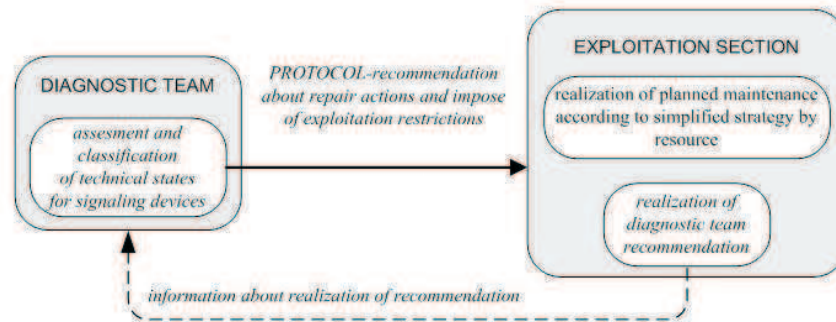 DIAGNOSTIC TEAM
assesment and
classification
of technical states
for signaling devices
PROTOCOL-recommendation
about repair actions and impose
of exploitation restrictions
EXPLOITATION SECTION
realization of planned maintenance
according to simplified strategy by
resource
realization of
diagnostic team
recommendation
information about realization of recommendation